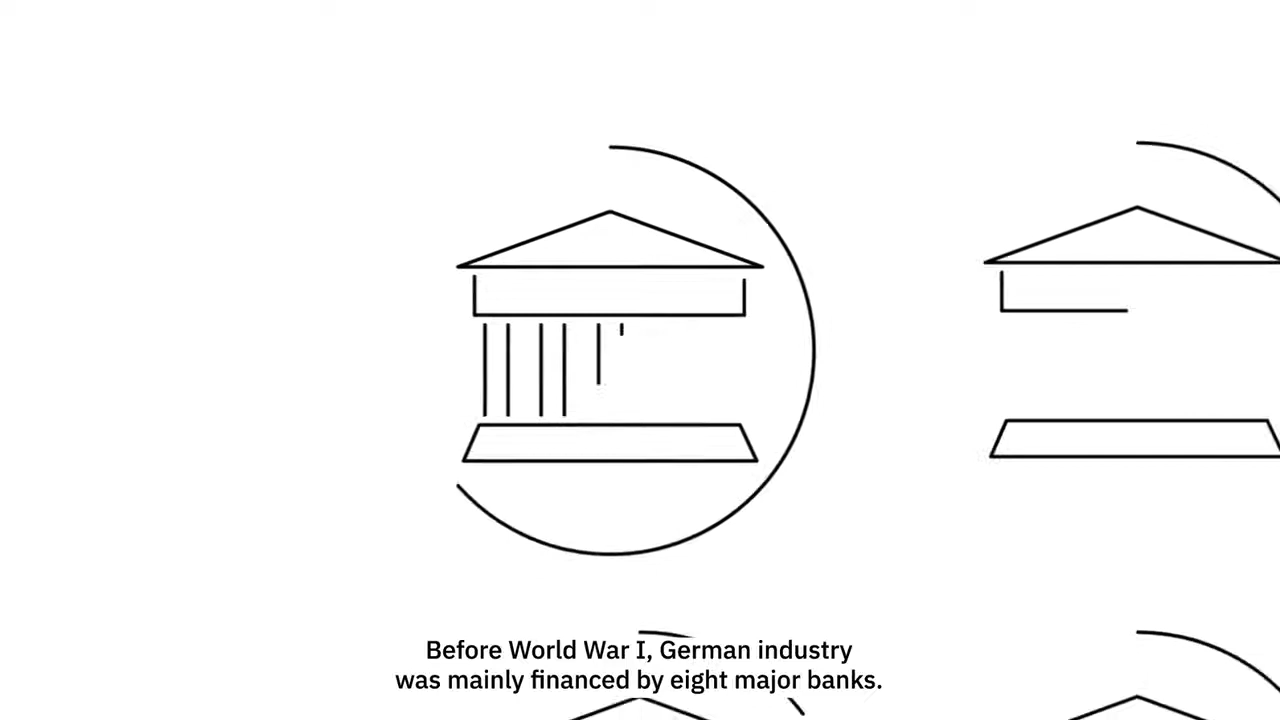 Before World War I, German industry
was mainly financed by eight major banks.